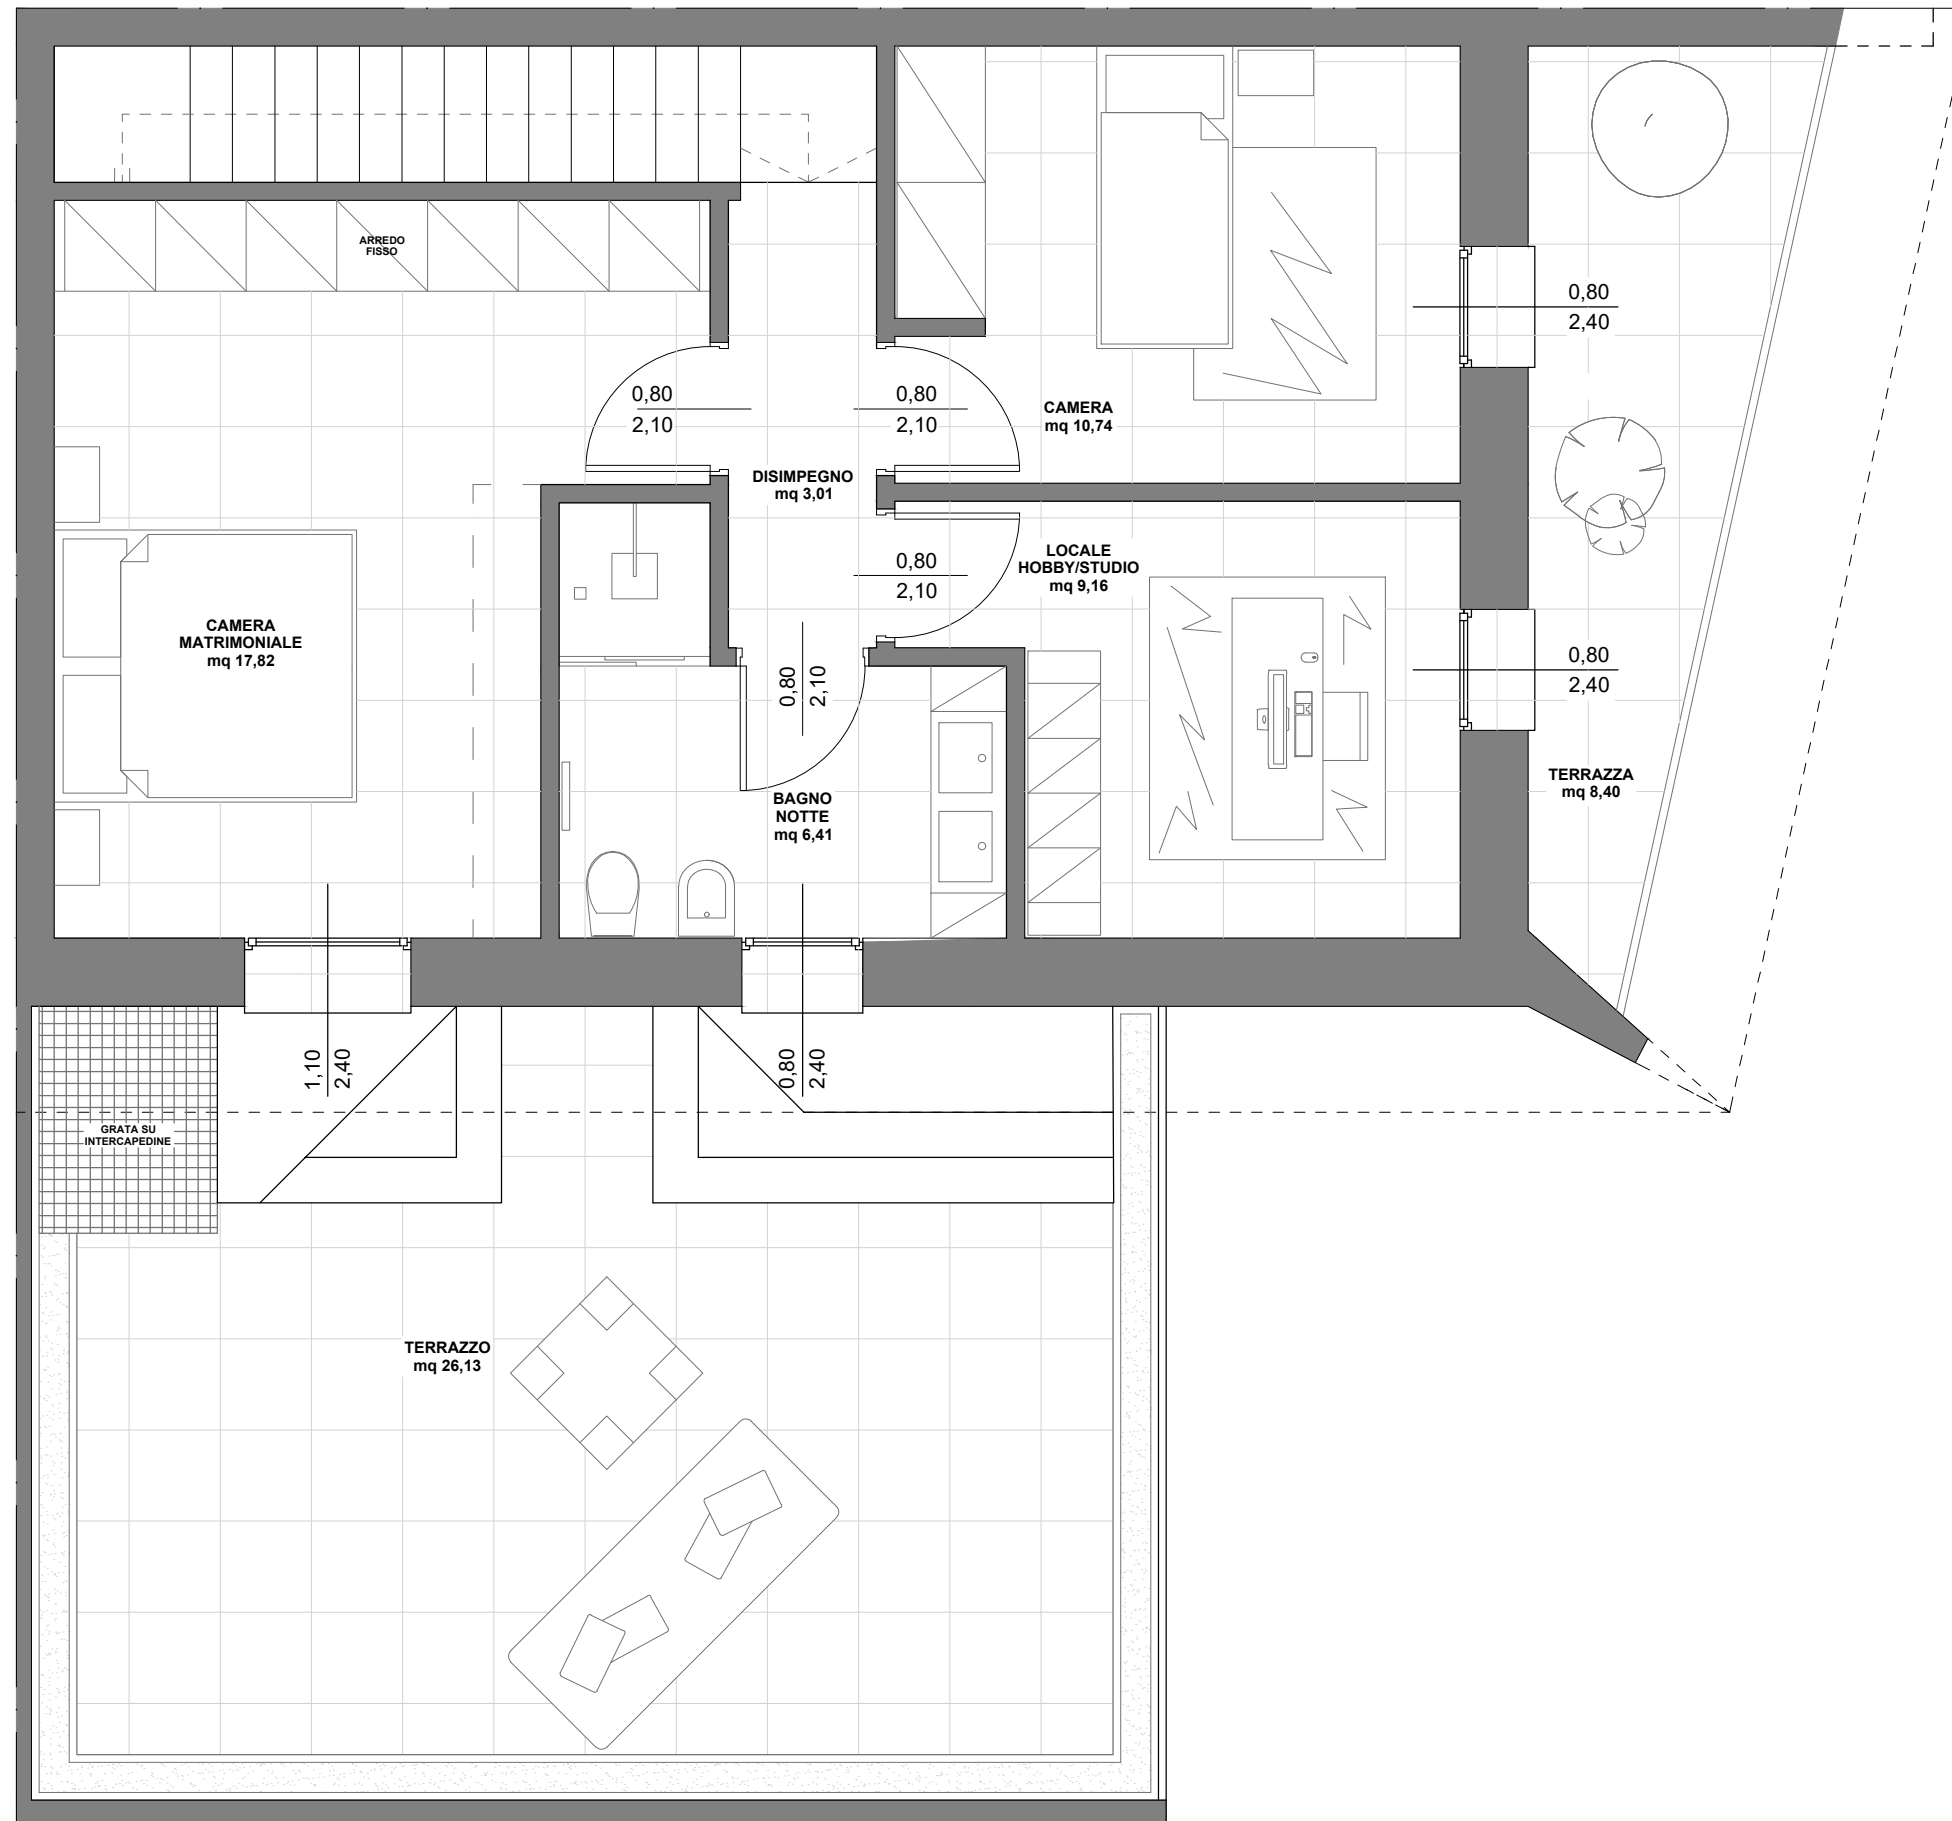 ARREDO
FISSO
0,80
2,40
0,80
2,10
0,80
2,10
CAMERA
mq 10,74
DISIMPEGNO
mq 3,01
0,80
2,10
LOCALE
HOBBY/STUDIO
mq 9,16
CAMERA
MATRIMONIALE
mq 17,82
0,80
2,10
0,80
2,40
TERRAZZA
mq 8,40
BAGNO
NOTTE
mq 6,41
1,10
2,40
0,80
2,40
GRATA SU
INTERCAPEDINE
TERRAZZO
mq 26,13